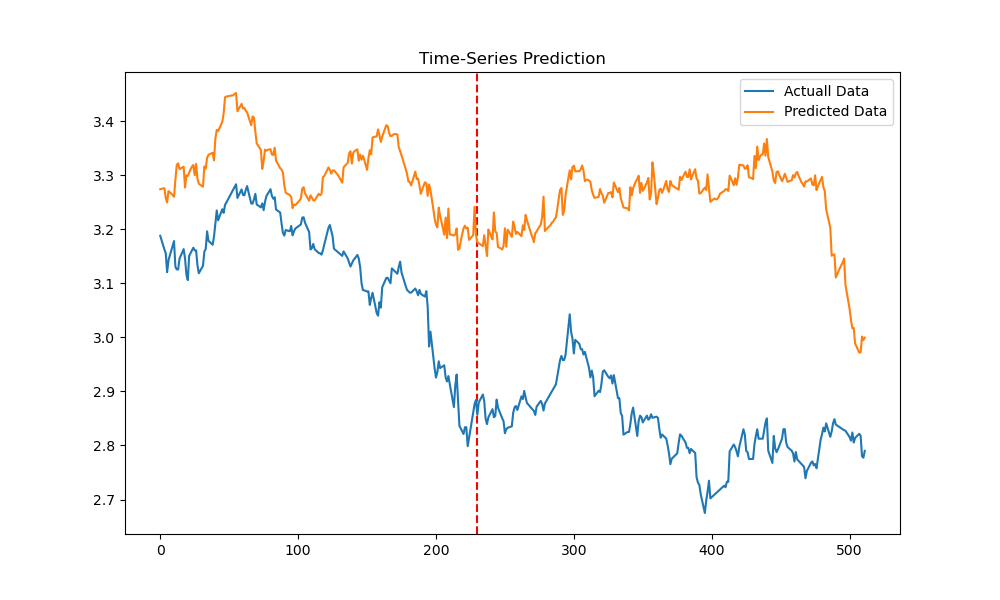 Time-Series Prediction
Actuall Data
Predicted Data
3.4
3.3
3.2
3.1
3.0
2.9
2.8
2.7
0 100 200 300 400 500